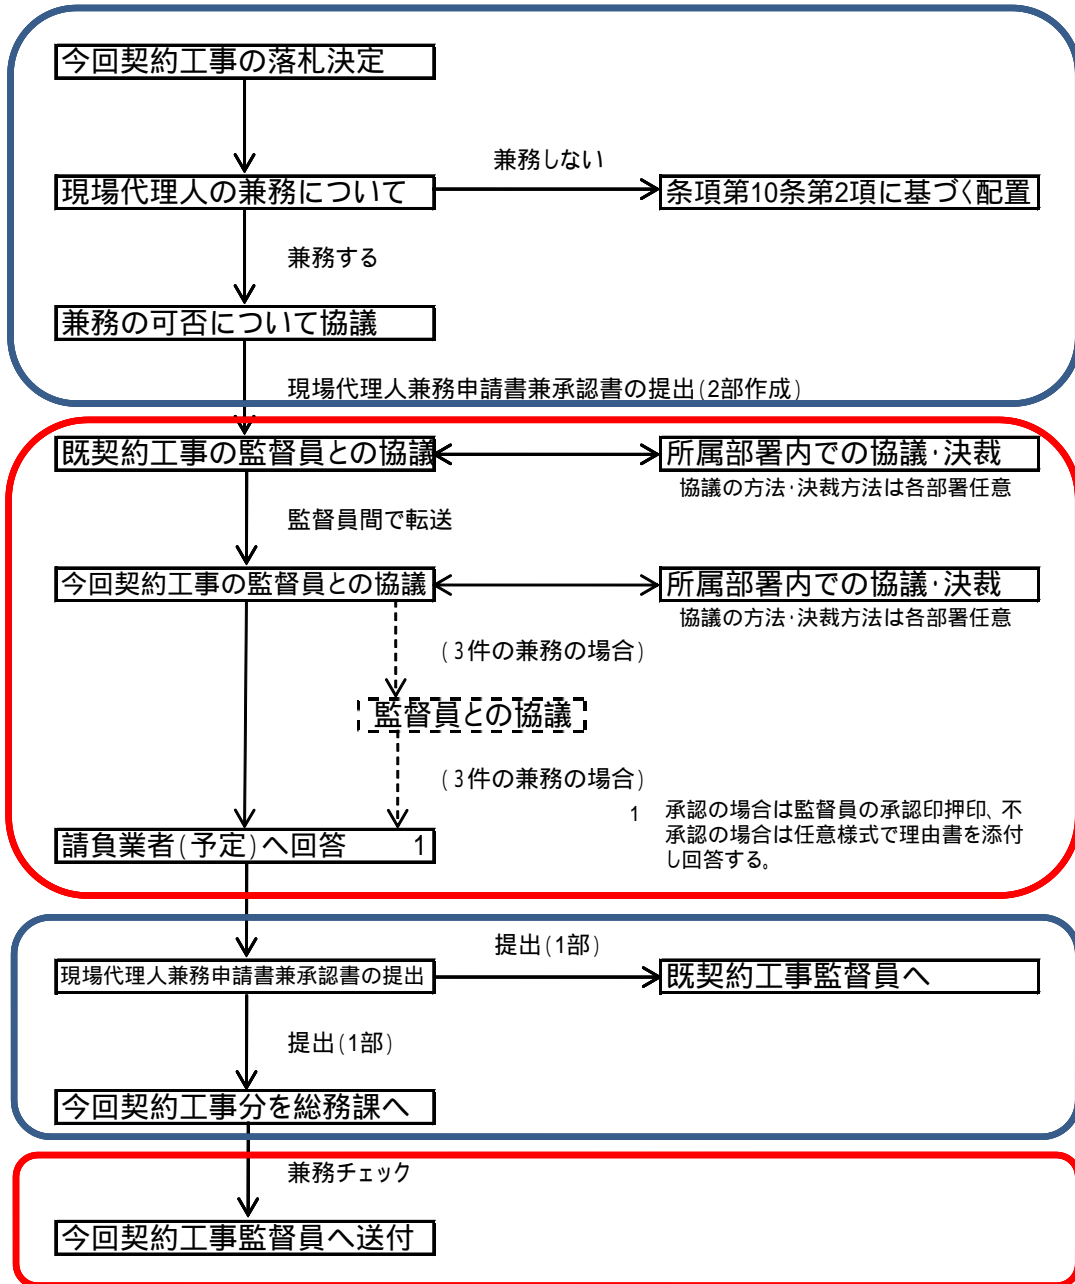 今回契約工事の落札決定
兼務しない
現場代理人の兼務について
条項第10条第2項に基づく配置
兼務する
兼務の可否について協議
現場代理人兼務申請書兼承認書の提出(2部作成)
既契約工事の監督員との協議
所属部署内での協議・決裁
協議の方法・決裁方法は各部署任意
監督員間で転送
今回契約工事の監督員との協議
所属部署内での協議・決裁
協議の方法・決裁方法は各部署任意
(3件の兼務の場合)
監督員との協議
(3件の兼務の場合)
請負業者(予定)へ回答 1
1 承認の場合は監督員の承認印押印、不
承認の場合は任意様式で理由書を添付
し回答する。
提出(1部)
現場代理人兼務申請書兼承認書の提出
既契約工事監督員へ
提出(1部)
今回契約工事分を総務課へ
兼務チェック
今回契約工事監督員へ送付